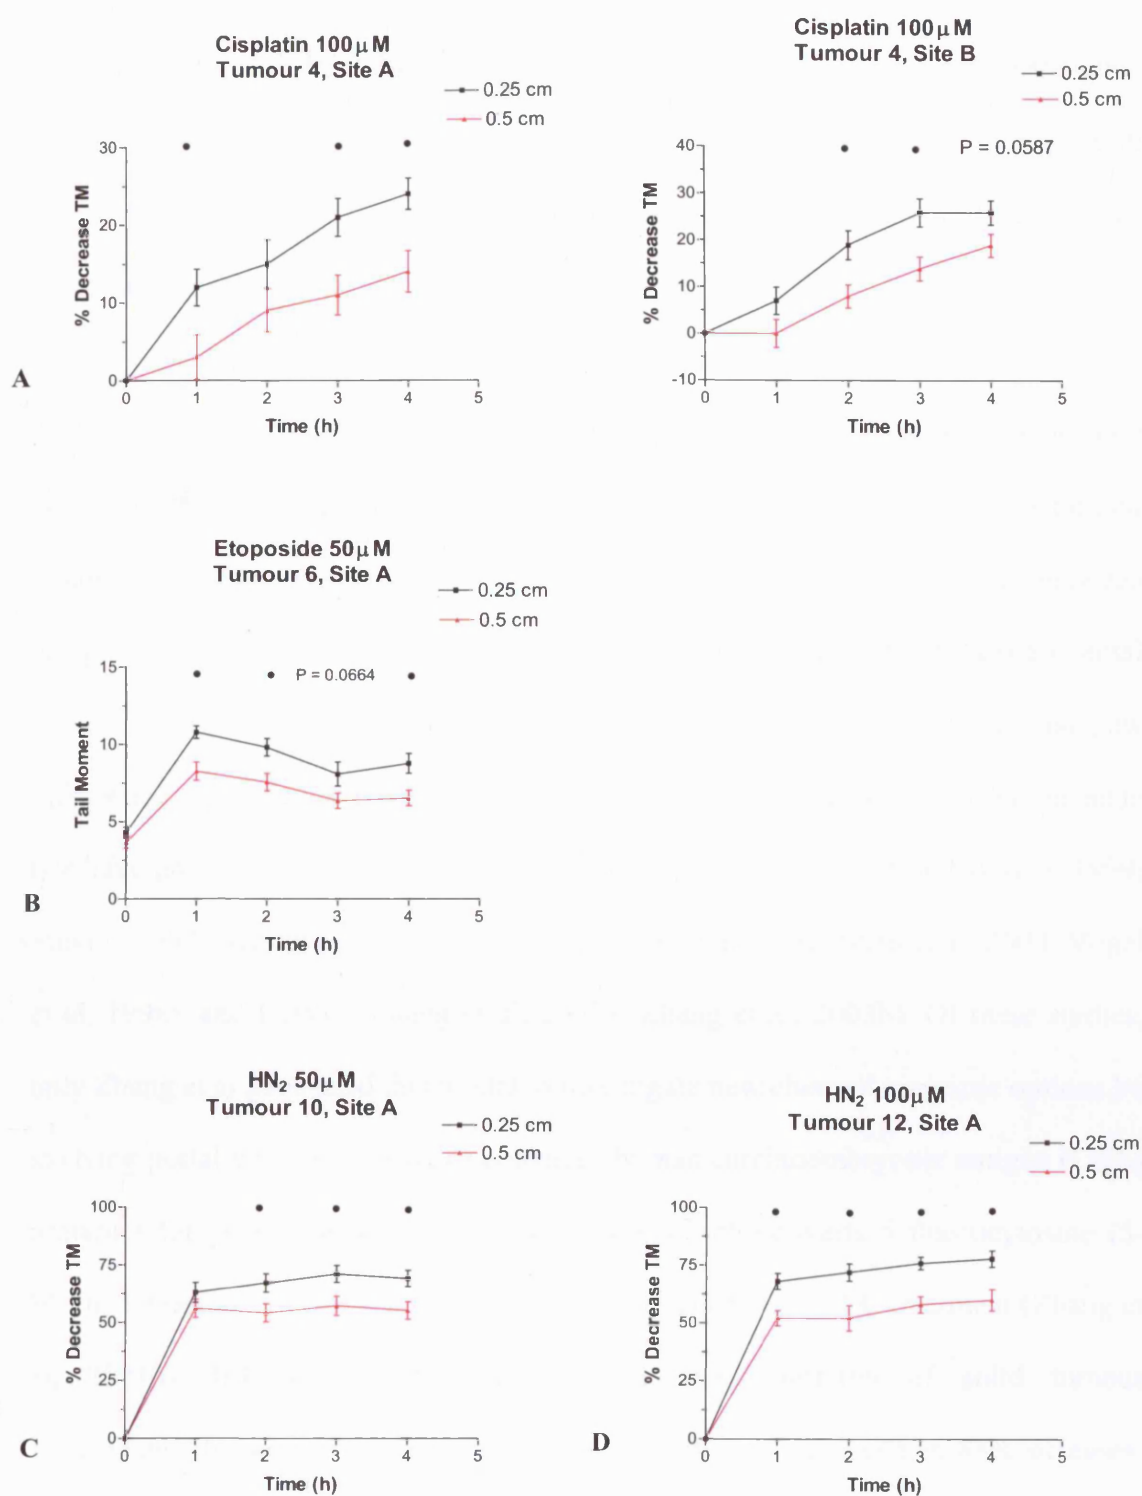 Cisplatin 100μM
Tumour 4, Site A
0.25 cm
0.5 cm
30
20
10
0
% Decrease TM
0 1 2 3 4 5
Time (h)
A
Cisplatin 100μM
Tumour 4, Site B
0.25 cm
0.5 cm
P = 0.0587
40
30
20
10
0
-10
% Decrease TM
0 1 2 3 4 5
Time (h)
Etoposide 50μM
Tumour 6, Site A
0.25 cm
0.5 cm
P = 0.0664
15
10
5
0
Tail Moment
0 1 2 3 4 5
Time (h)
B
HN₂ 50μM
Tumour 10, Site A
0.25 cm
0.5 cm
100
75
50
25
0
% Decrease TM
0 1 2 3 4 5
Time (h)
C
HN₂ 100μM
Tumour 12, Site A
0.25 cm
0.5 cm
100
75
50
25
0
% Decrease TM
0 1 2 3 4 5
Time (h)
D